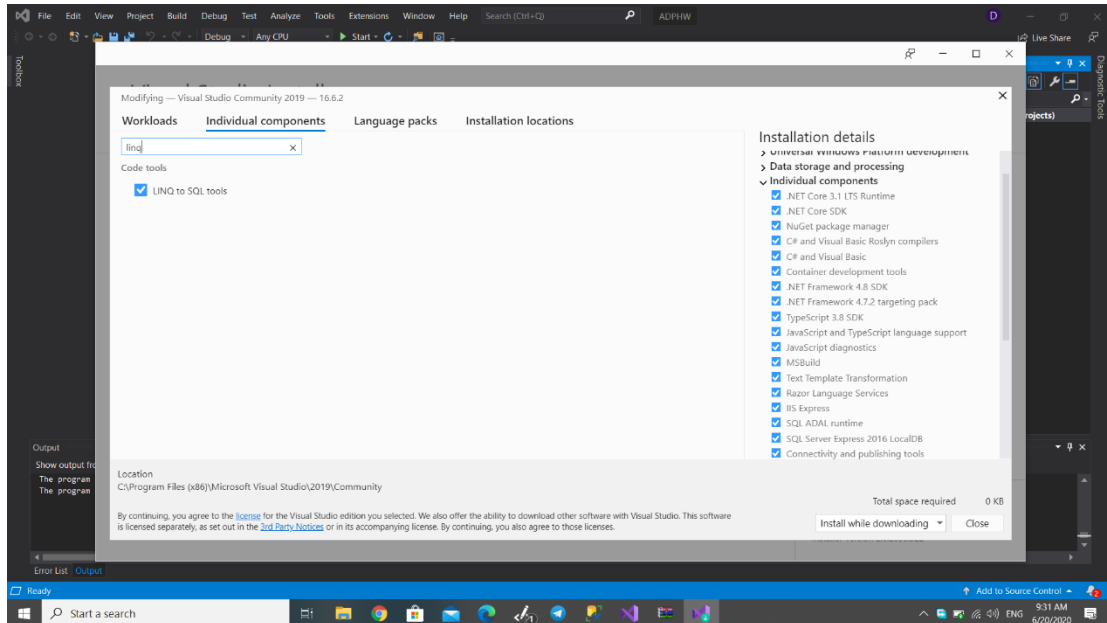 File Edit View Project Build Debug Test Analyze Tools Extensions Window Help Search (Ctrl+Q) ADPHW D
Debug Any CPU Start Live Share
Toolbox
Diagnostic Tools
Modifying — Visual Studio Community 2019 — 16.6.2
Workloads Individual components Language packs Installation locations
linq
Code tools
LINQ to SQL tools
Installation details
Universal Windows Platform development
Data storage and processing
Individual components
.NET Core 3.1 LTS Runtime
.NET Core SDK
NuGet package manager
C# and Visual Basic Roslyn compilers
C# and Visual Basic
Container development tools
.NET Framework 4.8 SDK
.NET Framework 4.7.2 targeting pack
TypeScript 3.8 SDK
JavaScript and TypeScript language support
JavaScript diagnostics
MSBuild
Text Template Transformation
Razor Language Services
IIS Express
SQL ADAL runtime
SQL Server Express 2016 LocalDB
Connectivity and publishing tools
rojects)
Location
C:\Program Files (x86)\Microsoft Visual Studio\2019\Community
By continuing, you agree to the license for the Visual Studio edition you selected. We also offer the ability to download other software with Visual Studio. This software
is licensed separately, as set out in the 3rd Party Notices or in its accompanying license. By continuing, you also agree to those licenses.
Total space required 0 KB
Install while downloading Close
Output
Show output fro
The program
The program
Error List Output
Ready Add to Source Control 2
Start a search ENG 9:31 AM
6/20/2020